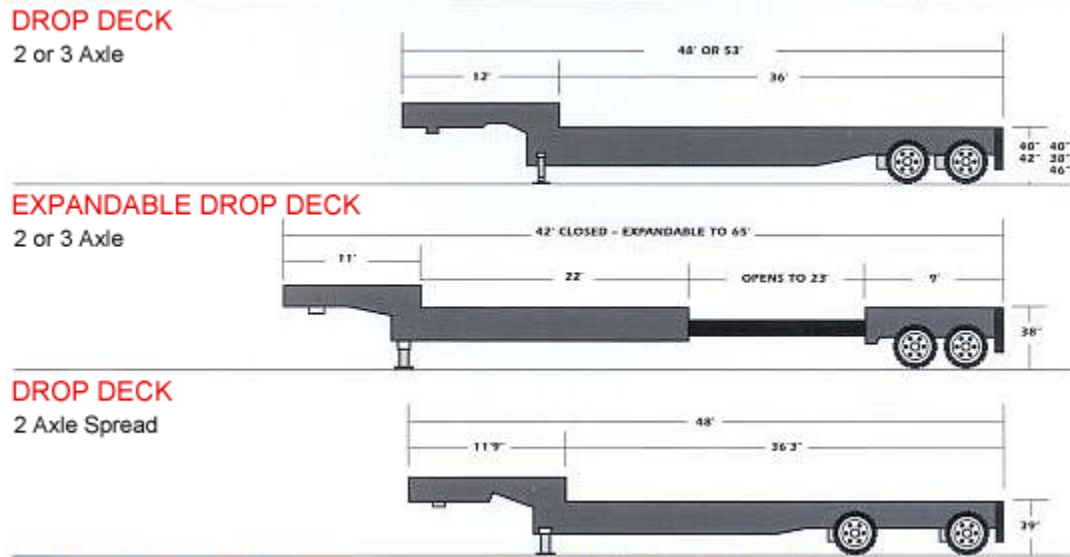 DROP DECK
2 or 3 Axle
48' OR 53'
12'
36'
40" 40"
42" 38"
46"
EXPANDABLE DROP DECK
2 or 3 Axle
42' CLOSED – EXPANDABLE TO 65'
11'
22'
OPENS TO 23'
9'
38"
DROP DECK
2 Axle Spread
48'
11'9"
36'3"
39"